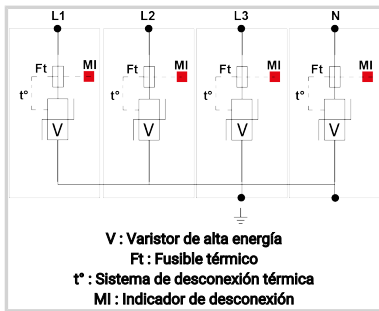 L1 L2 L3 N
Ft MI Ft MI Ft MI Ft MI
t° t° t° t°
V V V V
V : Varistor de alta energía
Ft : Fusible térmico
t° : Sistema de desconexión térmica
MI : Indicador de desconexión